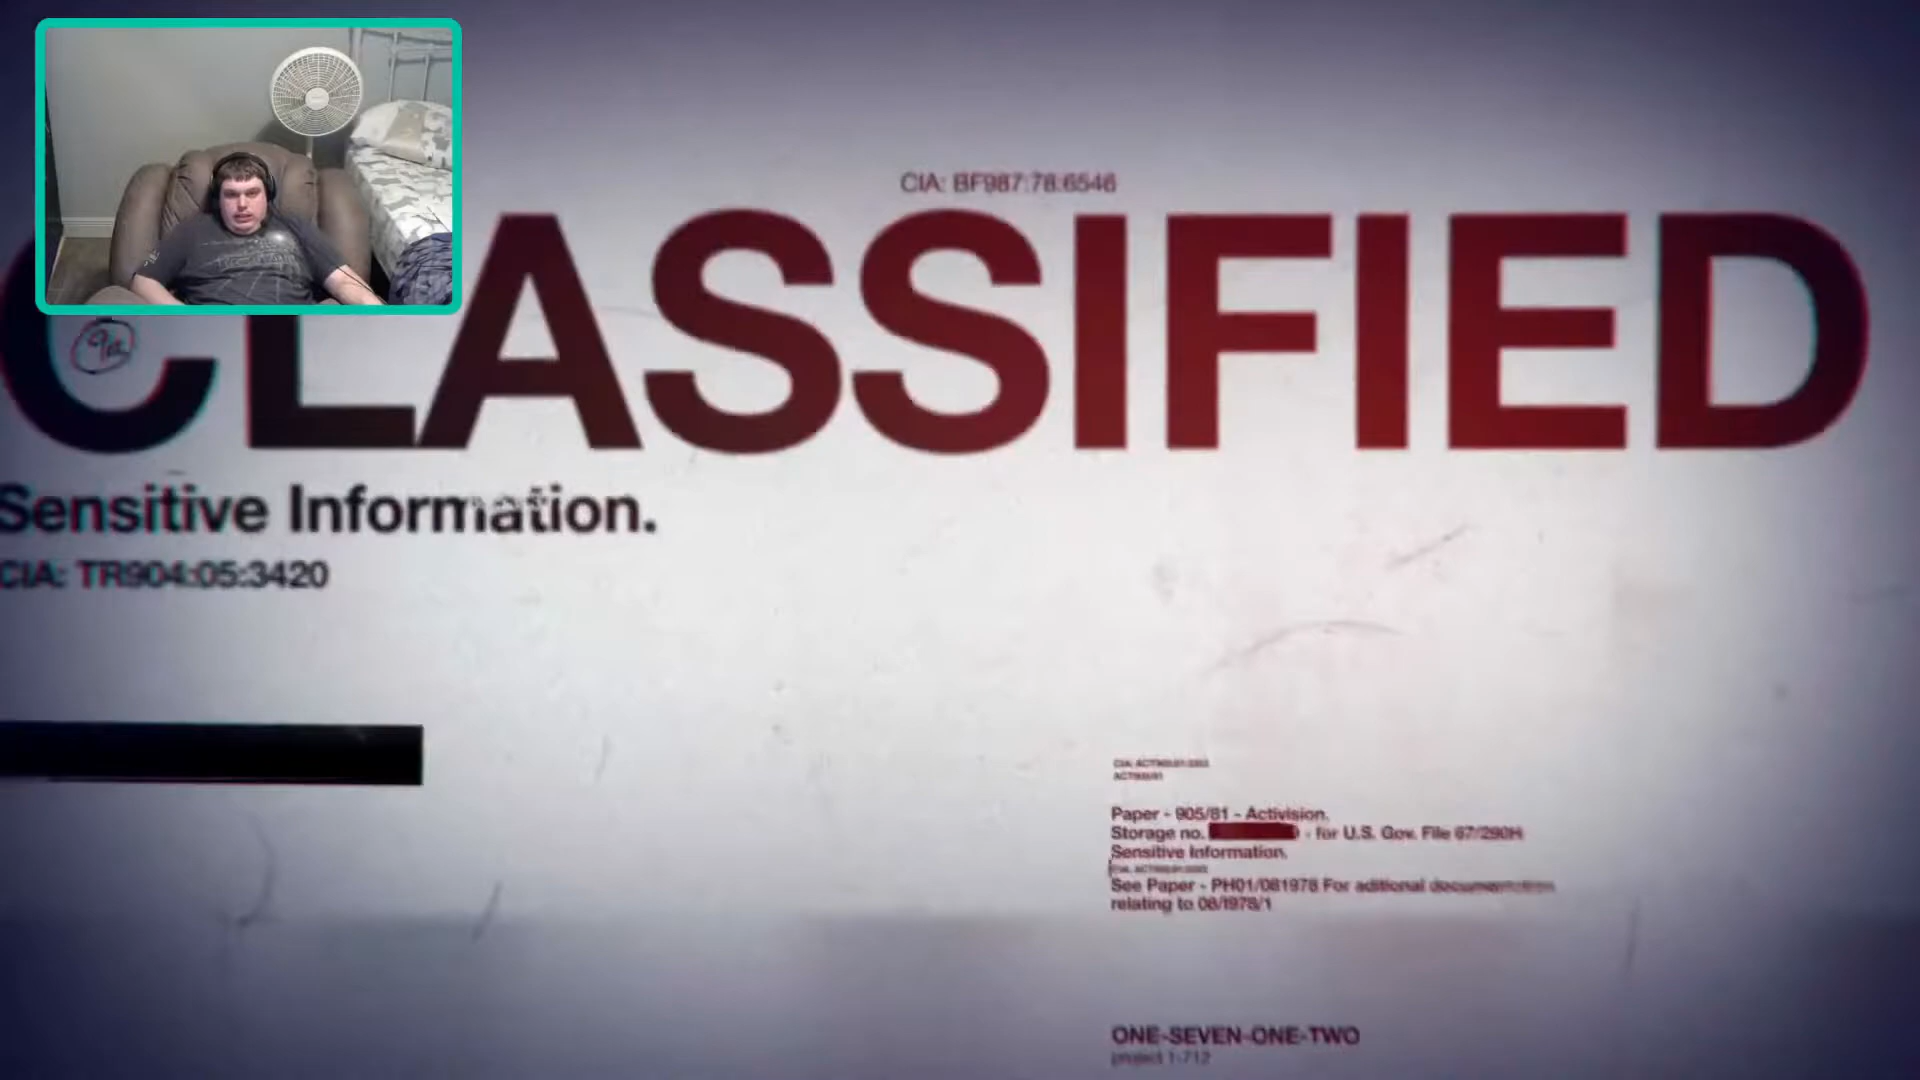 CIA: BF987:78:6546
CLASSIFIED
9a
Sensitive Information.
CIA: TR904:05:3420
Paper - 905/81 - Activision.
Storage no. - for U.S. Gov. File 67/290H
Sensitive Information.
See Paper - PH01/081978 For aditional documentation
relating to 08/1978/1
ONE-SEVEN-ONE-TWO
project 1-712